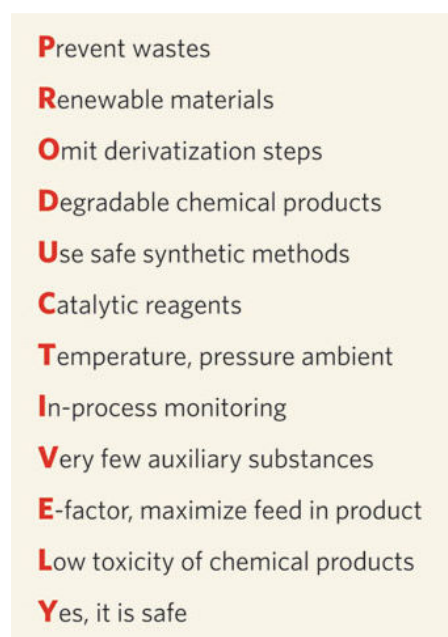 Prevent wastes
Renewable materials
Omit derivatization steps
Degradable chemical products
Use safe synthetic methods
Catalytic reagents
Temperature, pressure ambient
In-process monitoring
Very few auxiliary substances
E-factor, maximize feed in product
Low toxicity of chemical products
Yes, it is safe